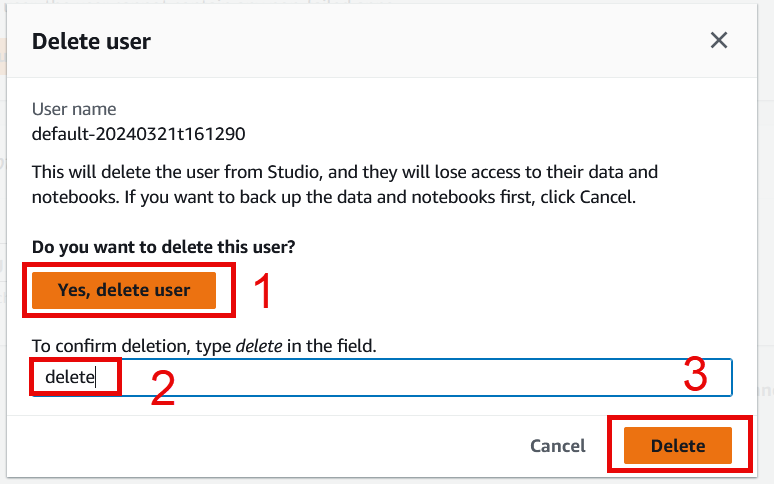 Delete user
User name
default-20240321t161290
This will delete the user from Studio, and they will lose access to their data and
notebooks. If you want to back up the data and notebooks first, click Cancel.
Do you want to delete this user?
Yes, delete user
1
To confirm deletion, type delete in the field.
delete
2
3
Cancel
Delete